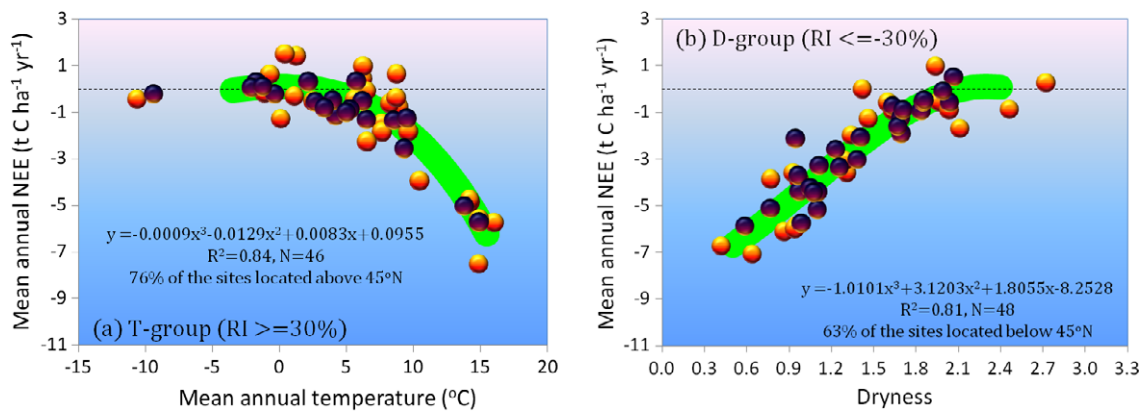 3
1
-1
-3
-5
-7
-9
-11
Mean annual NEE (t C ha⁻¹ yr⁻¹)
y =-0.0009x³-0.0129x²+0.0083x+0.0955
R²=0.84, N=46
76% of the sites located above 45ºN
(a) T-group (RI >=30%)
-15 -10 -5 0 5 10 15 20
Mean annual temperature (ºC)
3
1
-1
-3
-5
-7
-9
-11
Mean annual NEE (t C ha⁻¹ yr⁻¹)
(b) D-group (RI <=-30%)
y=-1.0101x³+3.1203x²+1.8055x-8.2528
R²=0.81, N=48
63% of the sites located below 45ºN
0.0 0.3 0.6 0.9 1.2 1.5 1.8 2.1 2.4 2.7 3.0 3.3
Dryness